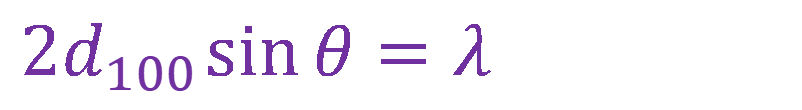 2d₁₀₀ sin θ = λ